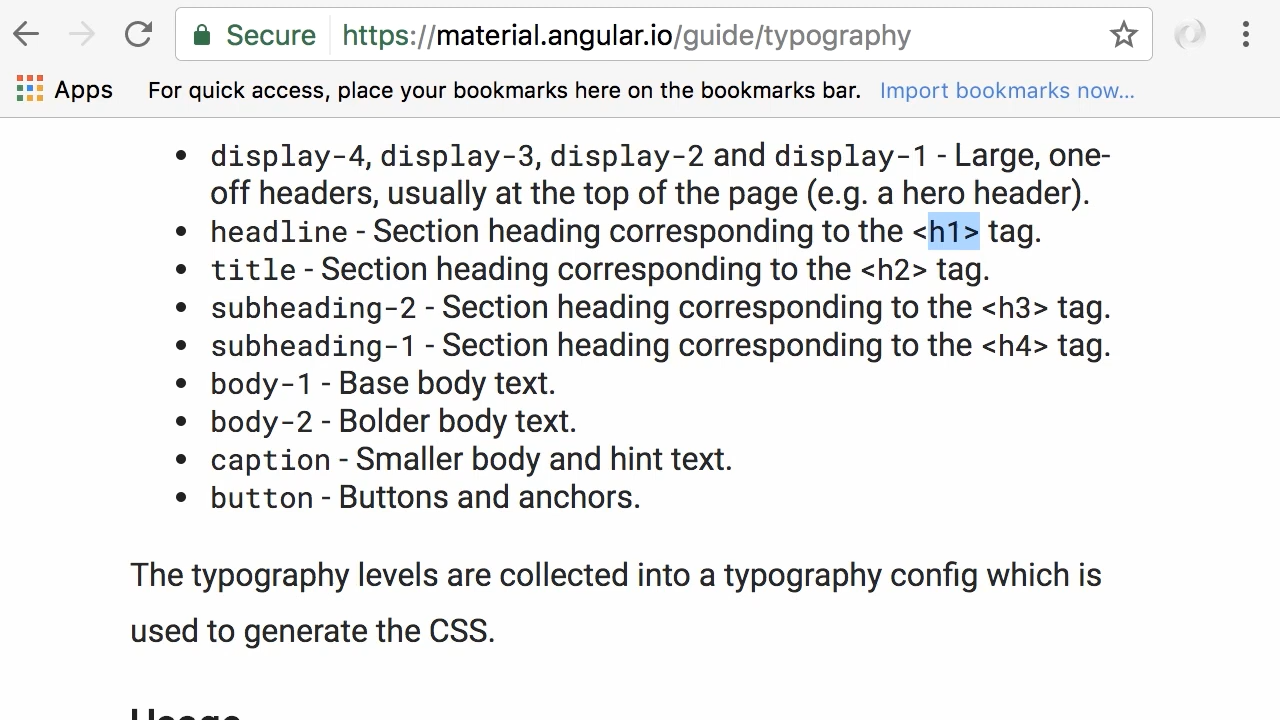 Secure https://material.angular.io/guide/typography
Apps For quick access, place your bookmarks here on the bookmarks bar. Import bookmarks now...
• display-4, display-3, display-2 and display-1 - Large, one-
off headers, usually at the top of the page (e.g. a hero header).
• headline - Section heading corresponding to the <h1> tag.
• title - Section heading corresponding to the <h2> tag.
• subheading-2 - Section heading corresponding to the <h3> tag.
• subheading-1 - Section heading corresponding to the <h4> tag.
• body-1 - Base body text.
• body-2 - Bolder body text.
• caption - Smaller body and hint text.
• button - Buttons and anchors.
The typography levels are collected into a typography config which is
used to generate the CSS.
Usage